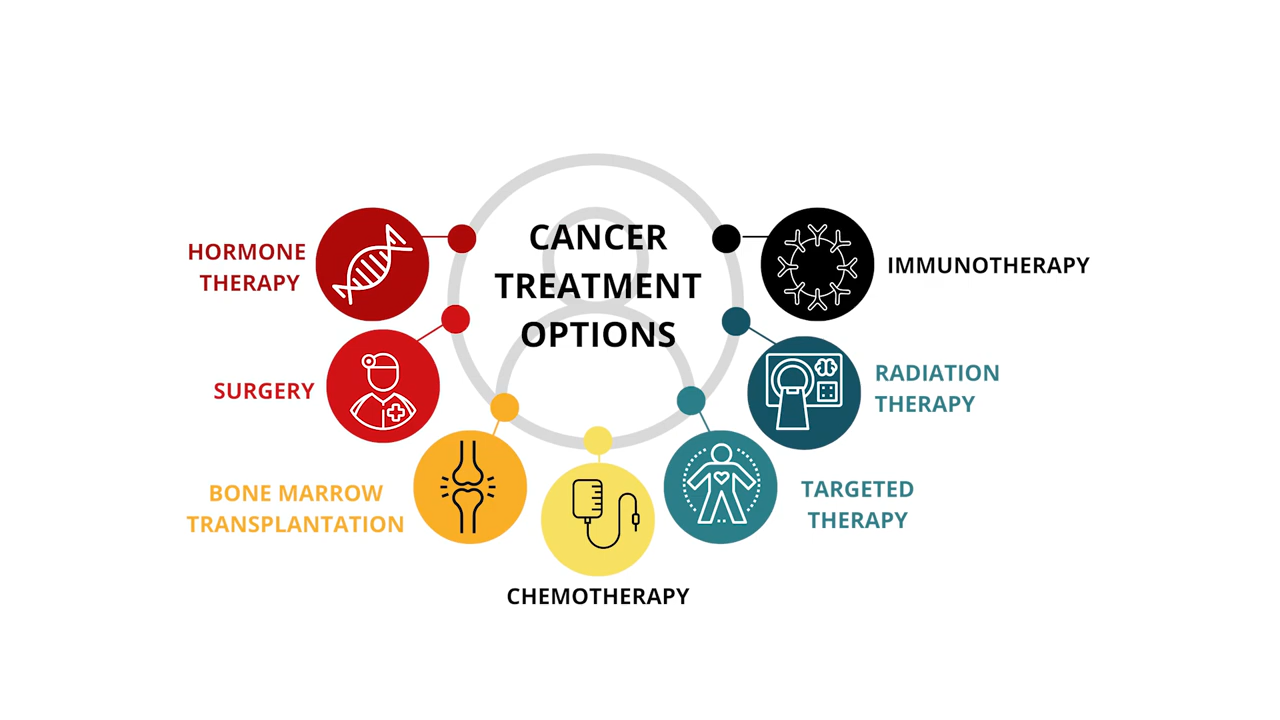 CANCER
TREATMENT
OPTIONS
HORMONE
THERAPY
SURGERY
BONE MARROW
TRANSPLANTATION
CHEMOTHERAPY
TARGETED
THERAPY
RADIATION
THERAPY
IMMUNOTHERAPY